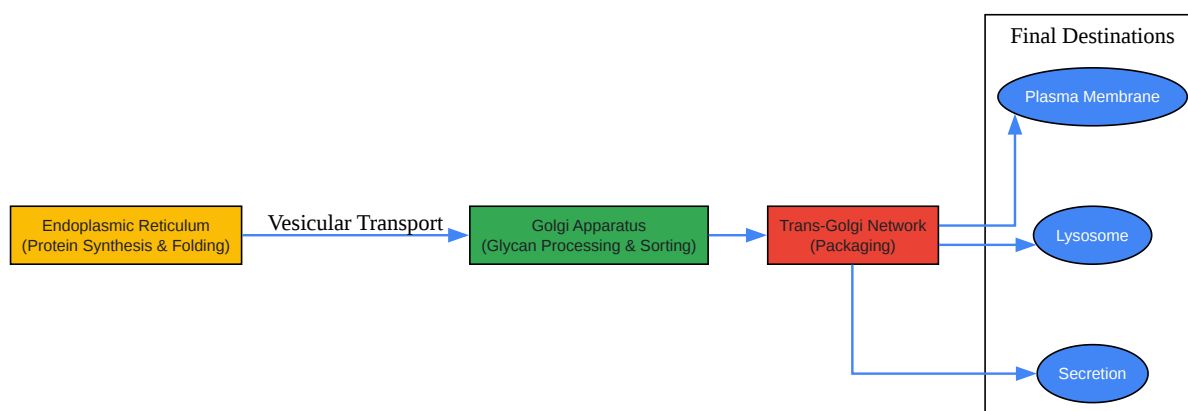 Final Destinations
Plasma Membrane
Endoplasmic Reticulum
(Protein Synthesis & Folding)
Vesicular Transport
Golgi Apparatus
(Glycan Processing & Sorting)
Trans-Golgi Network
(Packaging)
Lysosome
Secretion